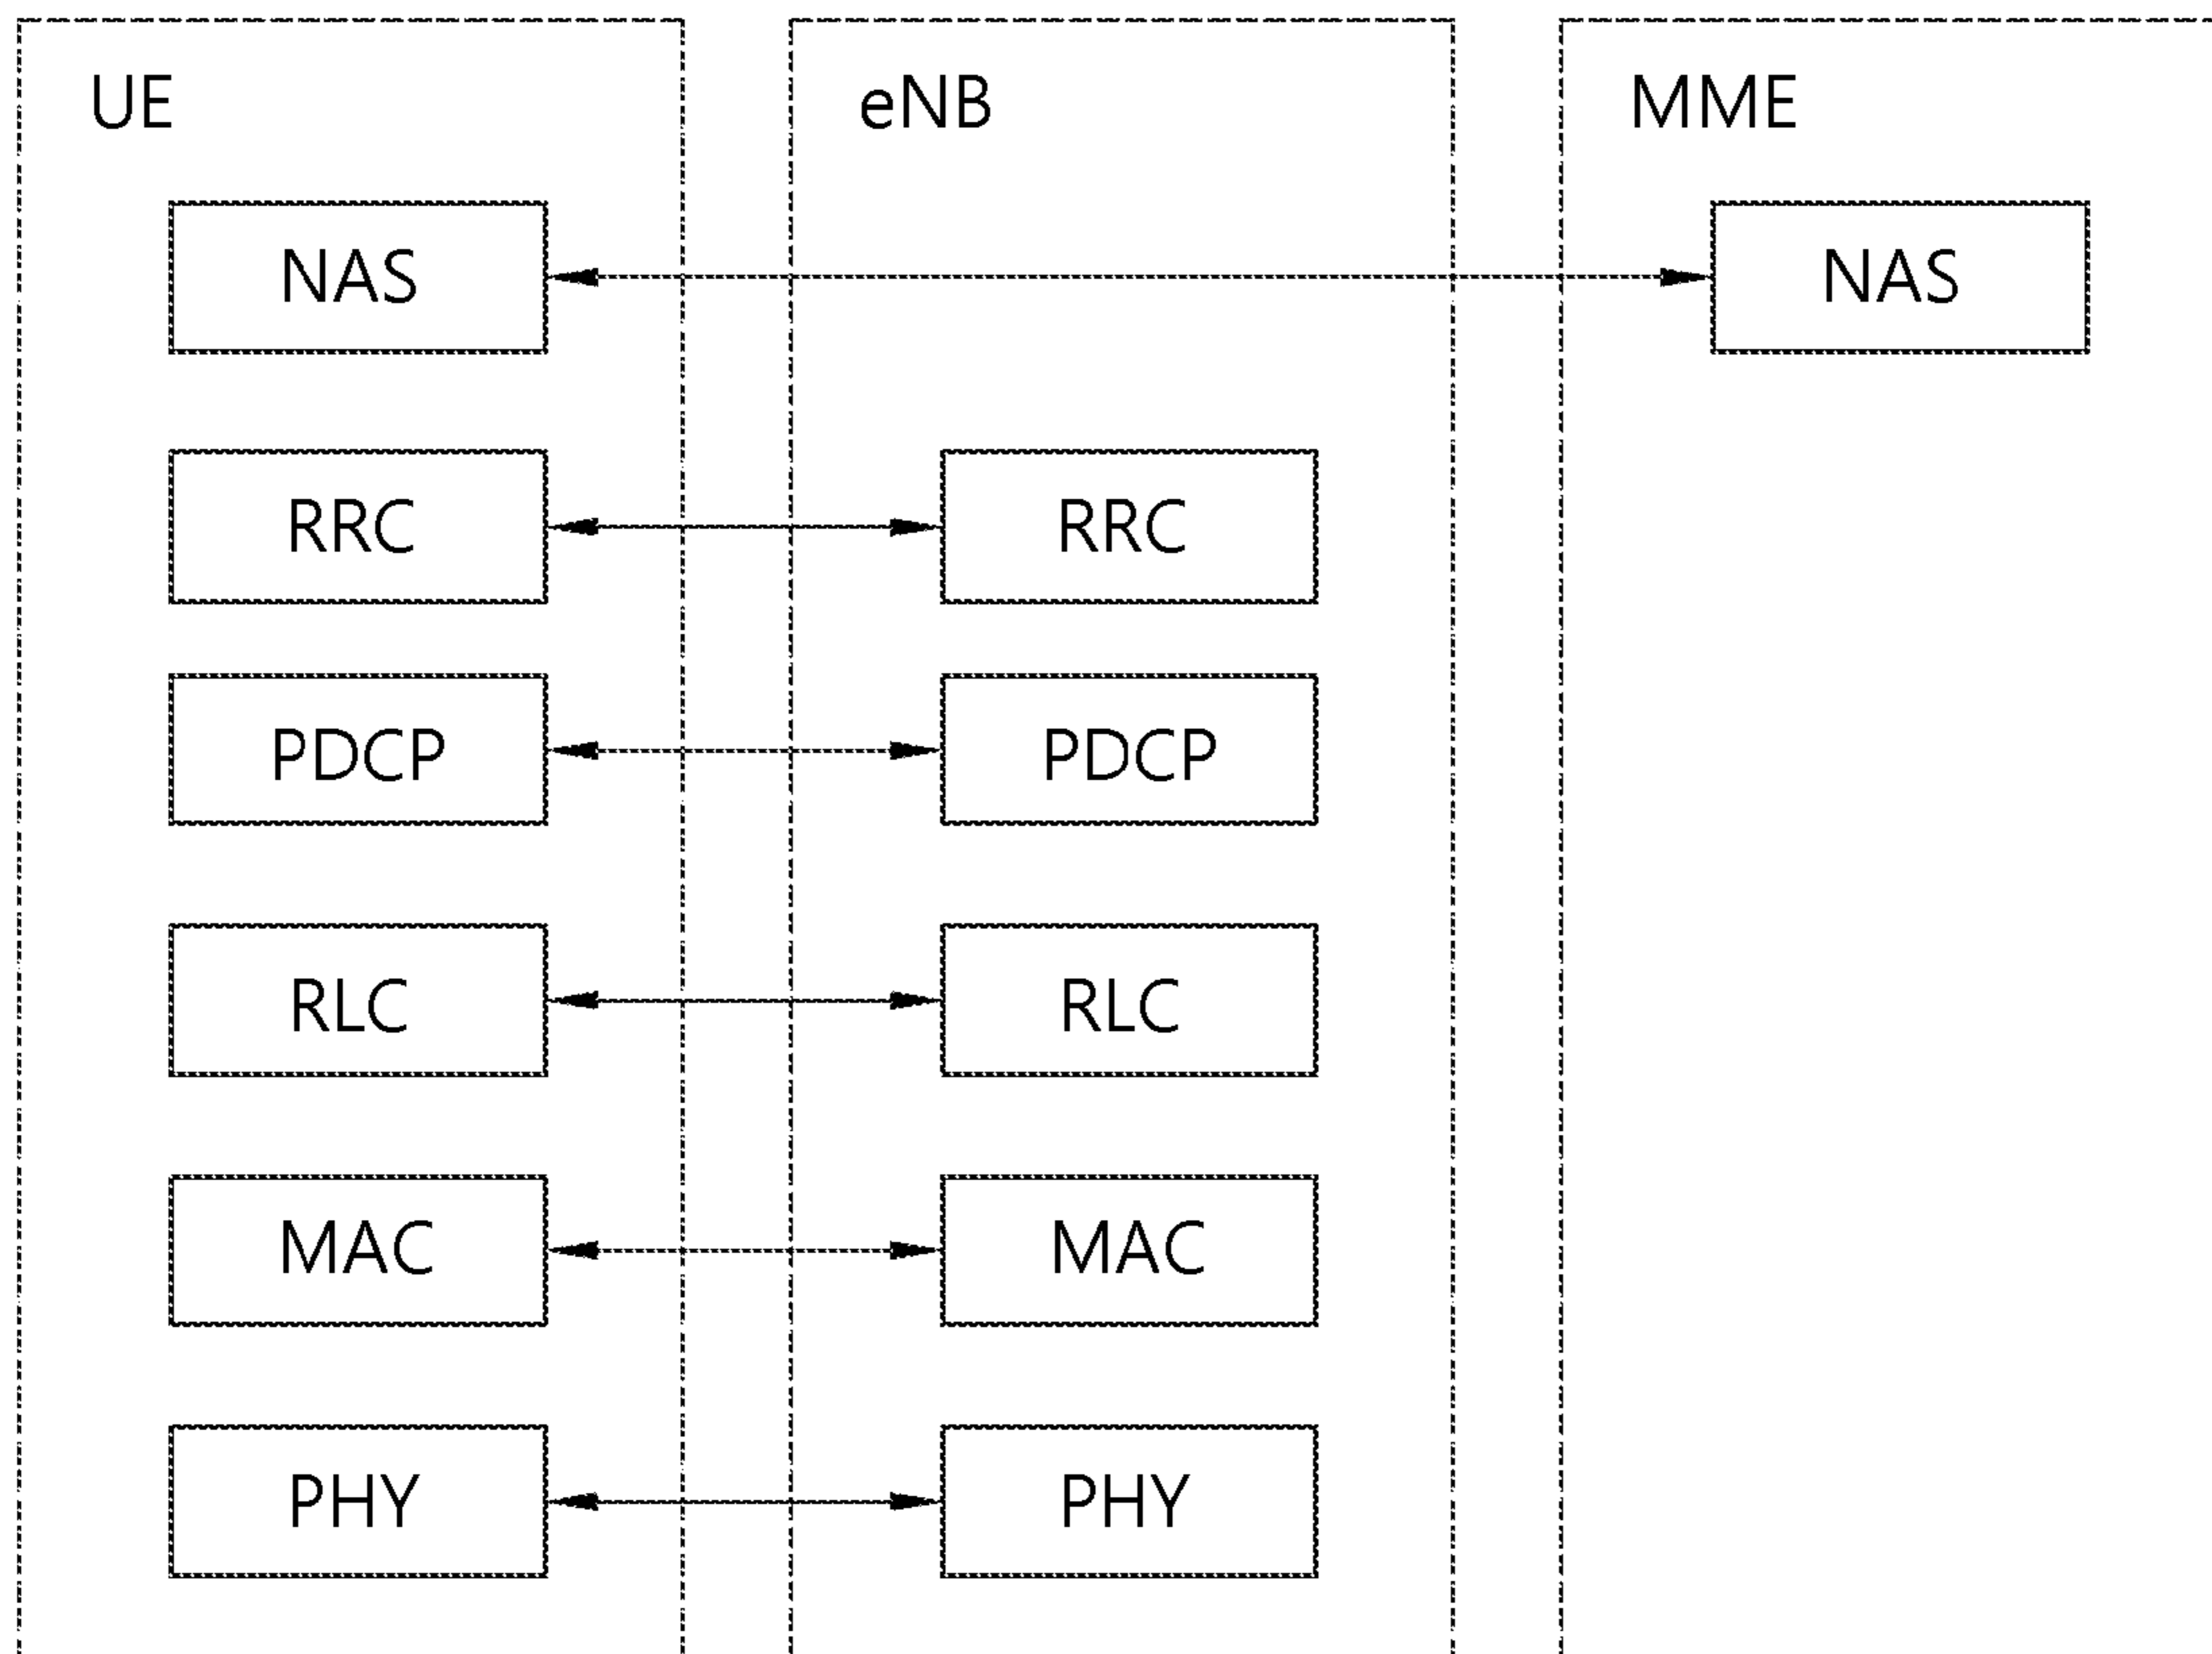 UE
eNB
MME
NAS
NAS
RRC
RRC
PDCP
PDCP
RLC
RLC
MAC
MAC
PHY
PHY